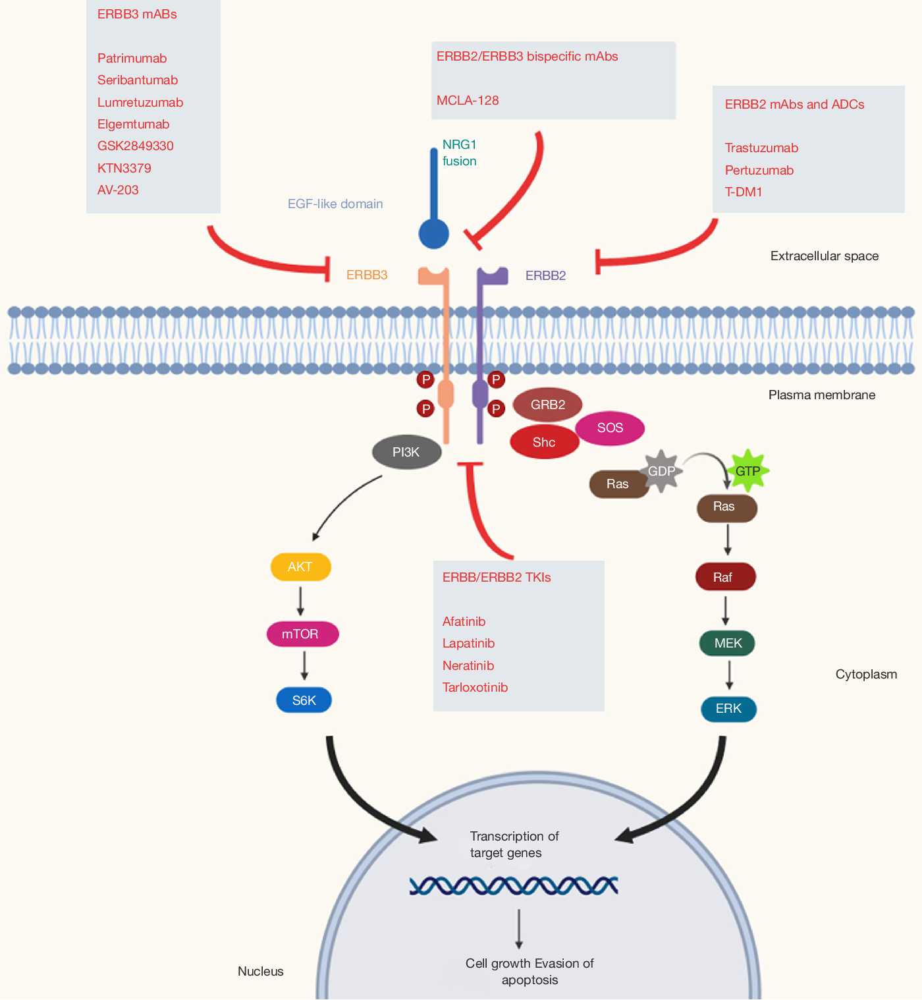 ERBB3 mABs
Patrimumab
Seribantumab
Lumretuzumab
Elgemtumab
GSK2849330
KTN3379
AV-203
ERBB2/ERBB3 bispecific mAbs
MCLA-128
ERBB2 mAbs and ADCs
Trastuzumab
Pertuzumab
T-DM1
NRG1
fusion
EGF-like domain
Extracellular space
ERBB3
ERBB2
P
P
P
P
Plasma membrane
GRB2
SOS
Shc
PI3K
GDP
GTP
Ras
Ras
AKT
Raf
mTOR
MEK
S6K
ERK
ERBB/ERBB2 TKIs
Afatinib
Lapatinib
Neratinib
Tarloxotinib
Cytoplasm
Transcription of
target genes
Cell growth Evasion of
apoptosis
Nucleus